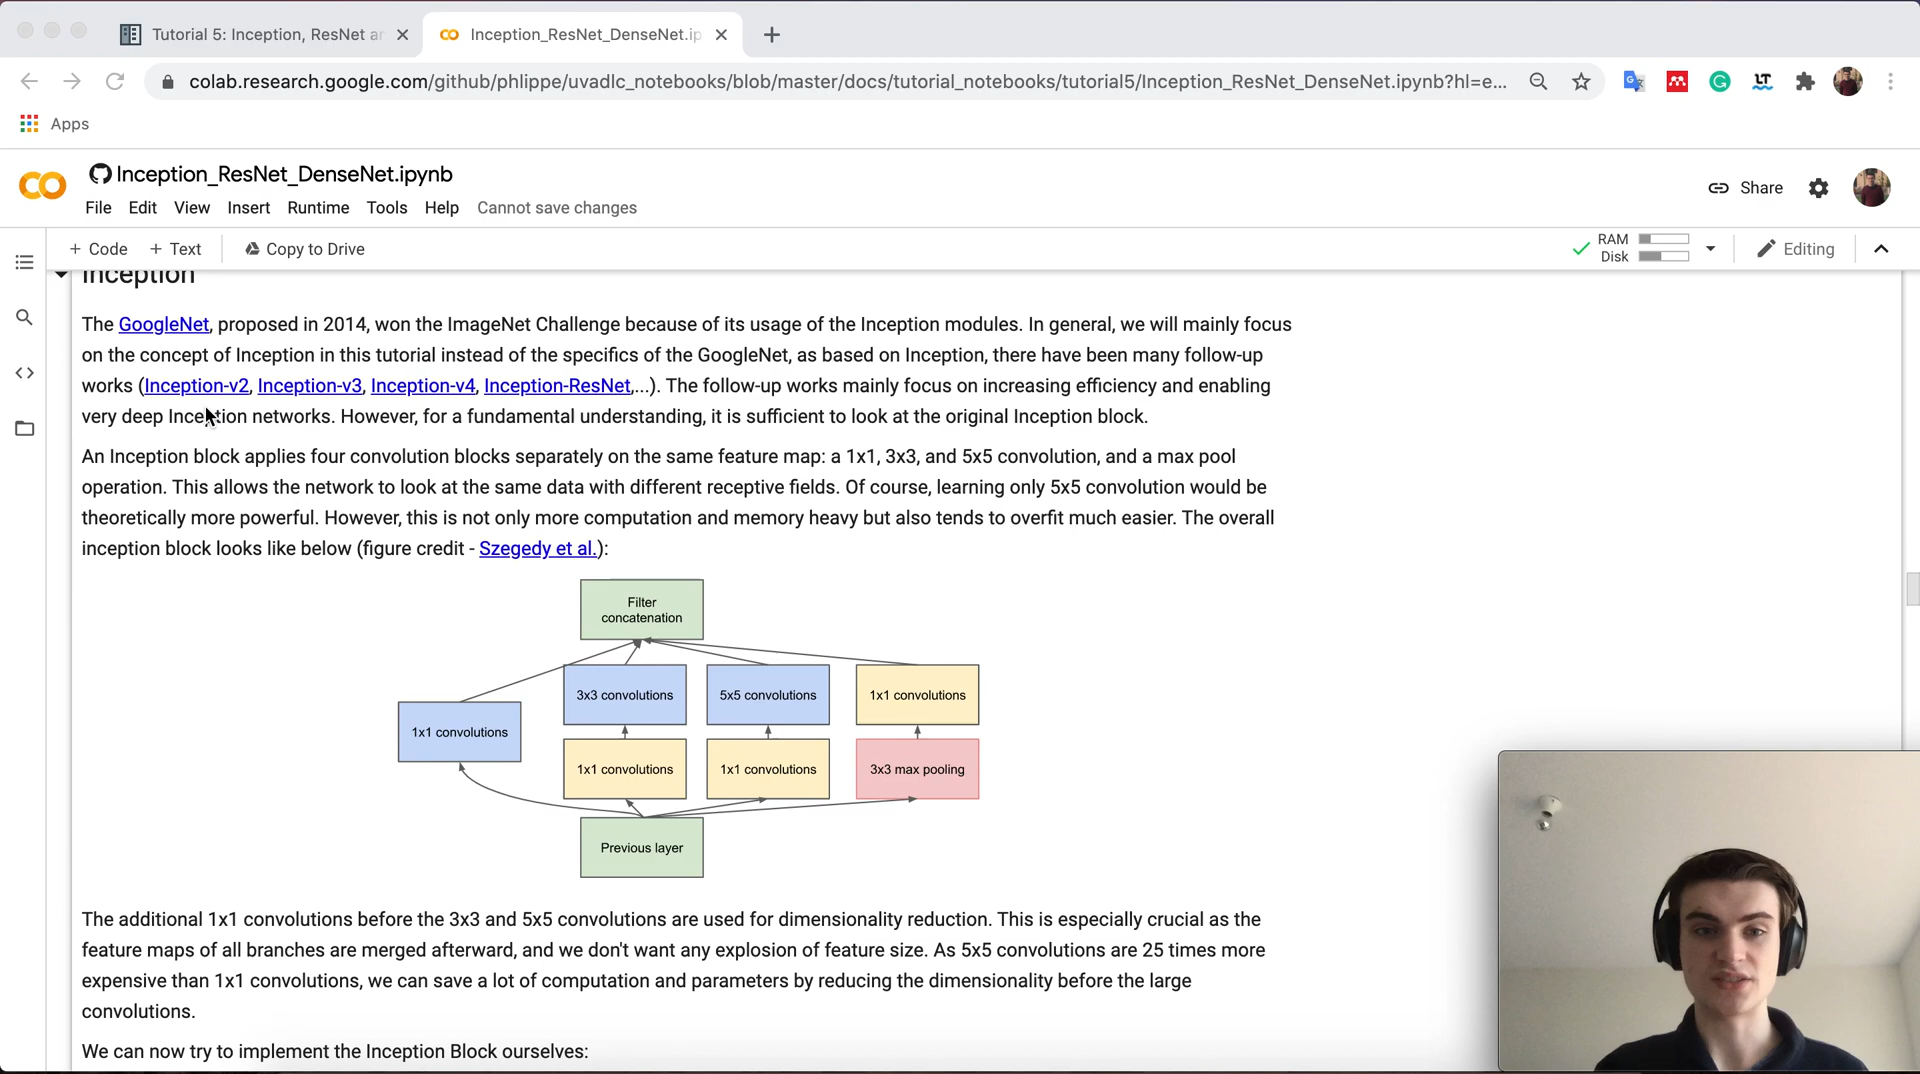 Tutorial 5: Inception, ResNet an
Inception_ResNet_DenseNet.ip
colab.research.google.com/github/phlippe/uvadlc_notebooks/blob/master/docs/tutorial_notebooks/tutorial5/Inception_ResNet_DenseNet.ipynb?hl=e...
Apps
Inception_ResNet_DenseNet.ipynb
Share
File Edit View Insert Runtime Tools Help Cannot save changes
+ Code + Text Copy to Drive
RAM
Disk
Editing
Inception
The GoogleNet, proposed in 2014, won the ImageNet Challenge because of its usage of the Inception modules. In general, we will mainly focus
on the concept of Inception in this tutorial instead of the specifics of the GoogleNet, as based on Inception, there have been many follow-up
works (Inception-v2, Inception-v3, Inception-v4, Inception-ResNet,...). The follow-up works mainly focus on increasing efficiency and enabling
very deep Inception networks. However, for a fundamental understanding, it is sufficient to look at the original Inception block.
An Inception block applies four convolution blocks separately on the same feature map: a 1x1, 3x3, and 5x5 convolution, and a max pool
operation. This allows the network to look at the same data with different receptive fields. Of course, learning only 5x5 convolution would be
theoretically more powerful. However, this is not only more computation and memory heavy but also tends to overfit much easier. The overall
inception block looks like below (figure credit - Szegedy et al.):
Filter
concatenation
3x3 convolutions
5x5 convolutions
1x1 convolutions
1x1 convolutions
1x1 convolutions
1x1 convolutions
3x3 max pooling
Previous layer
The additional 1x1 convolutions before the 3x3 and 5x5 convolutions are used for dimensionality reduction. This is especially crucial as the
feature maps of all branches are merged afterward, and we don't want any explosion of feature size. As 5x5 convolutions are 25 times more
expensive than 1x1 convolutions, we can save a lot of computation and parameters by reducing the dimensionality before the large
convolutions.
We can now try to implement the Inception Block ourselves: